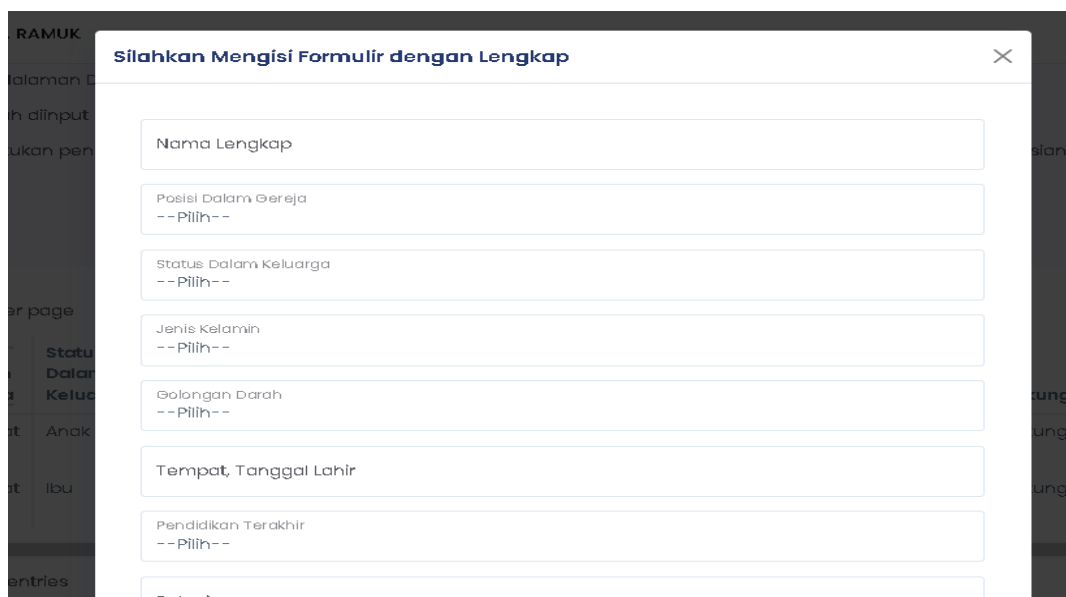 RAMUK
Silahkan Mengisi Formulir dengan Lengkap
diinput
Nama Lengkap
Posisi Dalam Gereja
--Pilih--
Status Dalam Keluarga
--Pilih--
page
Jenis Kelamin
--Pilih--
Golongan Darah
--Pilih--
Anak
Tempat, Tanggal Lahir
Ibu
Pendidikan Terakhir
--Pilih--
entries